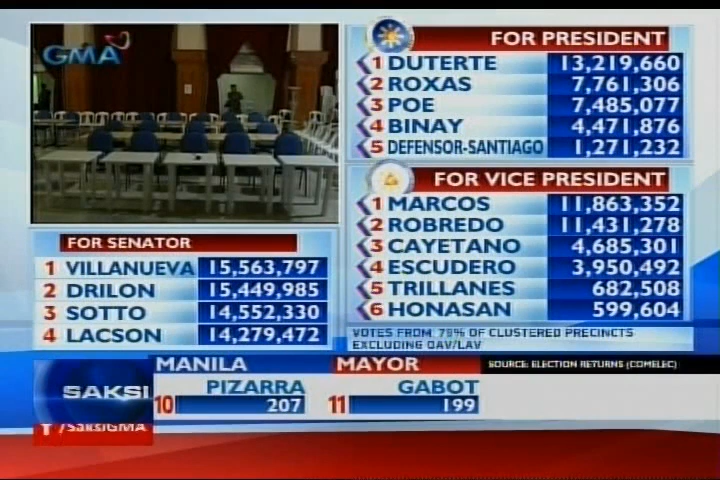 GMA
FOR PRESIDENT
1 DUTERTE 13,219,660
2 ROXAS 7,761,306
3 POE 7,485,077
4 BINAY 4,471,876
5 DEFENSOR-SANTIAGO 1,271,232
FOR VICE PRESIDENT
1 MARCOS 11,863,352
2 ROBREDO 11,431,278
3 CAYETANO 4,685,301
4 ESCUDERO 3,950,492
5 TRILLANES 682,508
6 HONASAN 599,604
FOR SENATOR
1 VILLANUEVA 15,563,797
2 DRILON 15,449,985
3 SOTTO 14,552,330
4 LACSON 14,279,472
VOTES FROM 78% OF CLUSTERED PRECINCTS
EXCLUDING OAV/LAV
MANILA MAYOR SOURCE: ELECTION RETURNS (COMELEC)
SAKSI
10 PIZARRA 207
11 GABOT 199
/SaksiGMA